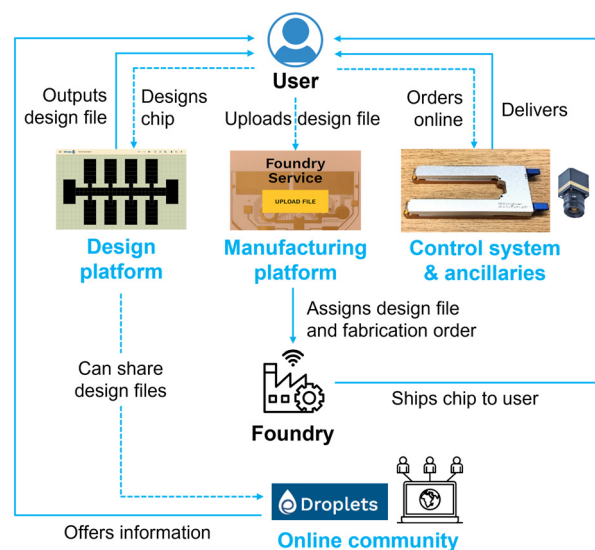 User
Outputs
design file
Designs
chip
Uploads design file
Orders
online
Delivers
Foundry
Service
UPLOAD FILE
Design
platform
Manufacturing
platform
Control system
& ancillaries
Assigns design file
and fabrication order
Can share
design files
Foundry
Ships chip to user
Droplets
Offers information
Online community